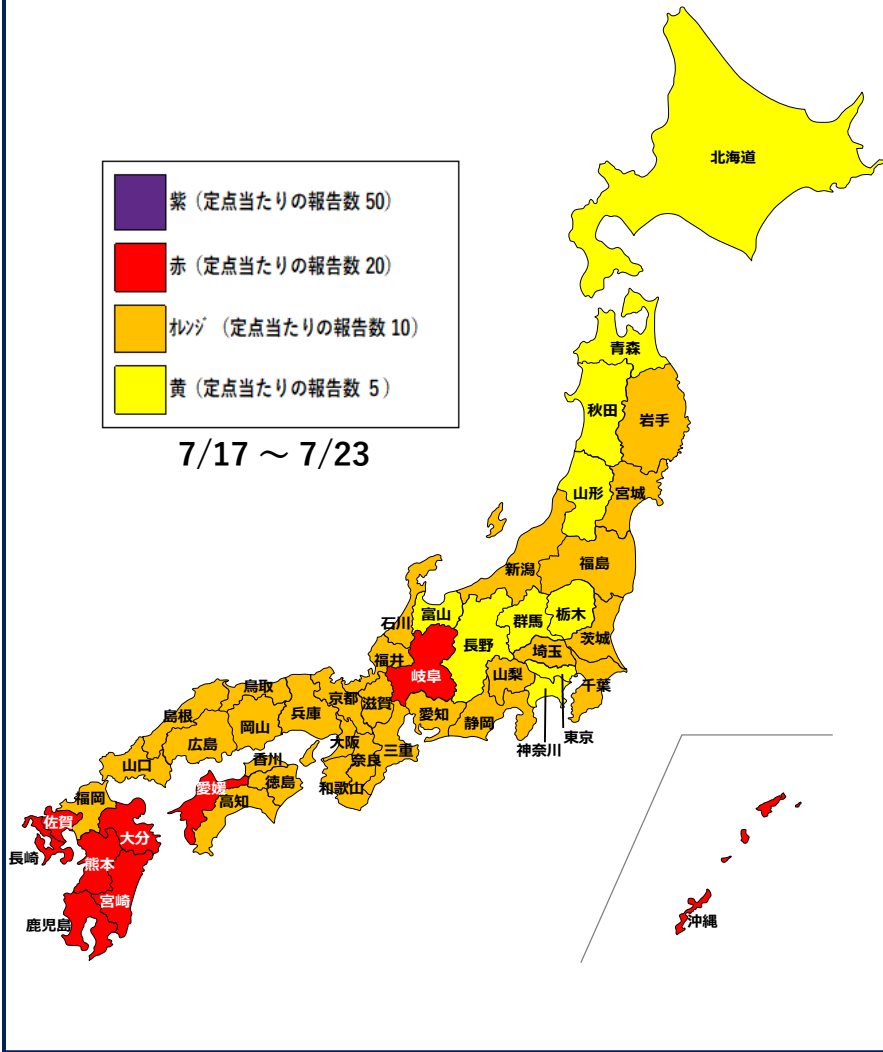 北海道
紫 (定点当たりの報告数 50)
赤 (定点当たりの報告数 20)
ｵﾚﾝｼﾞ (定点当たりの報告数 10)
黄 (定点当たりの報告数 5)
7/17 ～ 7/23
青森
秋田
岩手
山形
宮城
新潟
福島
石川
富山
群馬
栃木
長野
茨城
福井
埼玉
岐阜
山梨
千葉
鳥取
京都
滋賀
島根
兵庫
愛知
岡山
静岡
広島
大阪
三重
神奈川
東京
山口
香川
奈良
愛媛
徳島
和歌山
福岡
高知
佐賀
大分
長崎
熊本
宮崎
鹿児島
沖縄